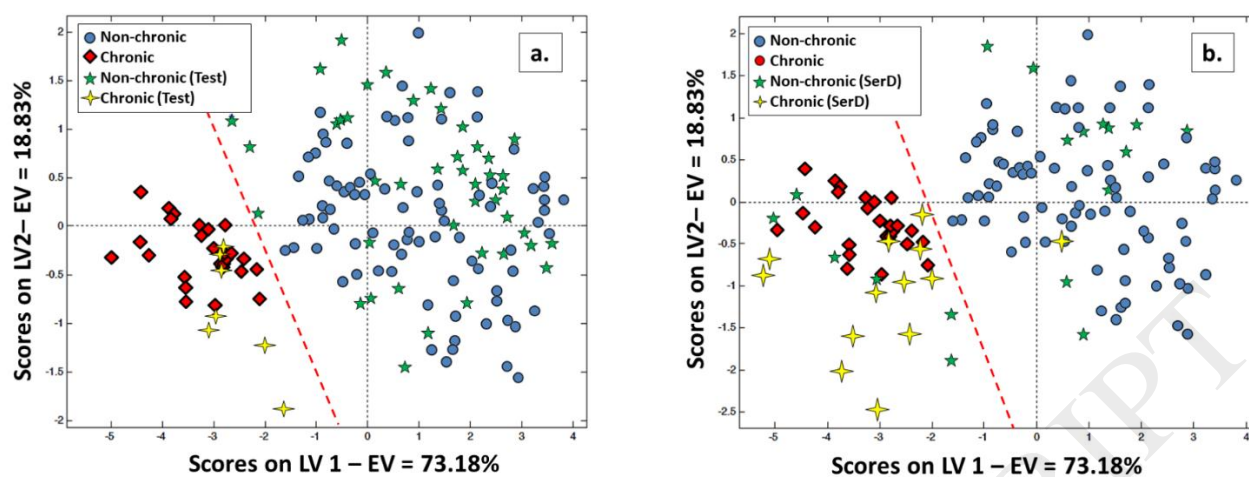 Non-chronic
Chronic
Non-chronic (Test)
Chronic (Test)
a.
2
1.5
1
0.5
0
-0.5
-1
-1.5
-2
-5
-4
-3
-2
-1
0
1
2
3
4
Scores on LV2– EV = 18.83%
Scores on LV 1 – EV = 73.18%
Non-chronic
Chronic
Non-chronic (SerD)
Chronic (SerD)
b.
2
1.5
1
0.5
0
-0.5
-1
-1.5
-2
-2.5
-5
-4
-3
-2
-1
0
1
2
3
4
Scores on LV2– EV = 18.83%
Scores on LV 1 – EV = 73.18%